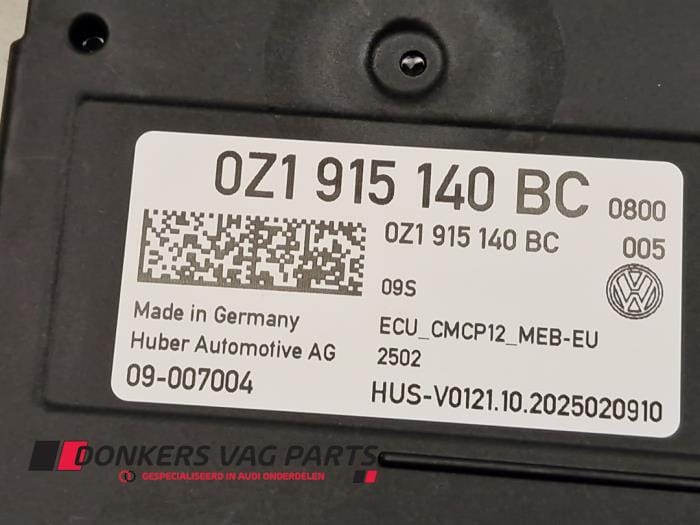 0Z1 915 140 BC 0800
0Z1 915 140 BC 005
09S
Made in Germany
ECU_CMCP12_MEB-EU
Huber Automotive AG
2502
09-007004
HUS-V0121.10.2025020910
DONKERS VAG PARTS
GESPECIALISEERD IN AUDI ONDERDELEN